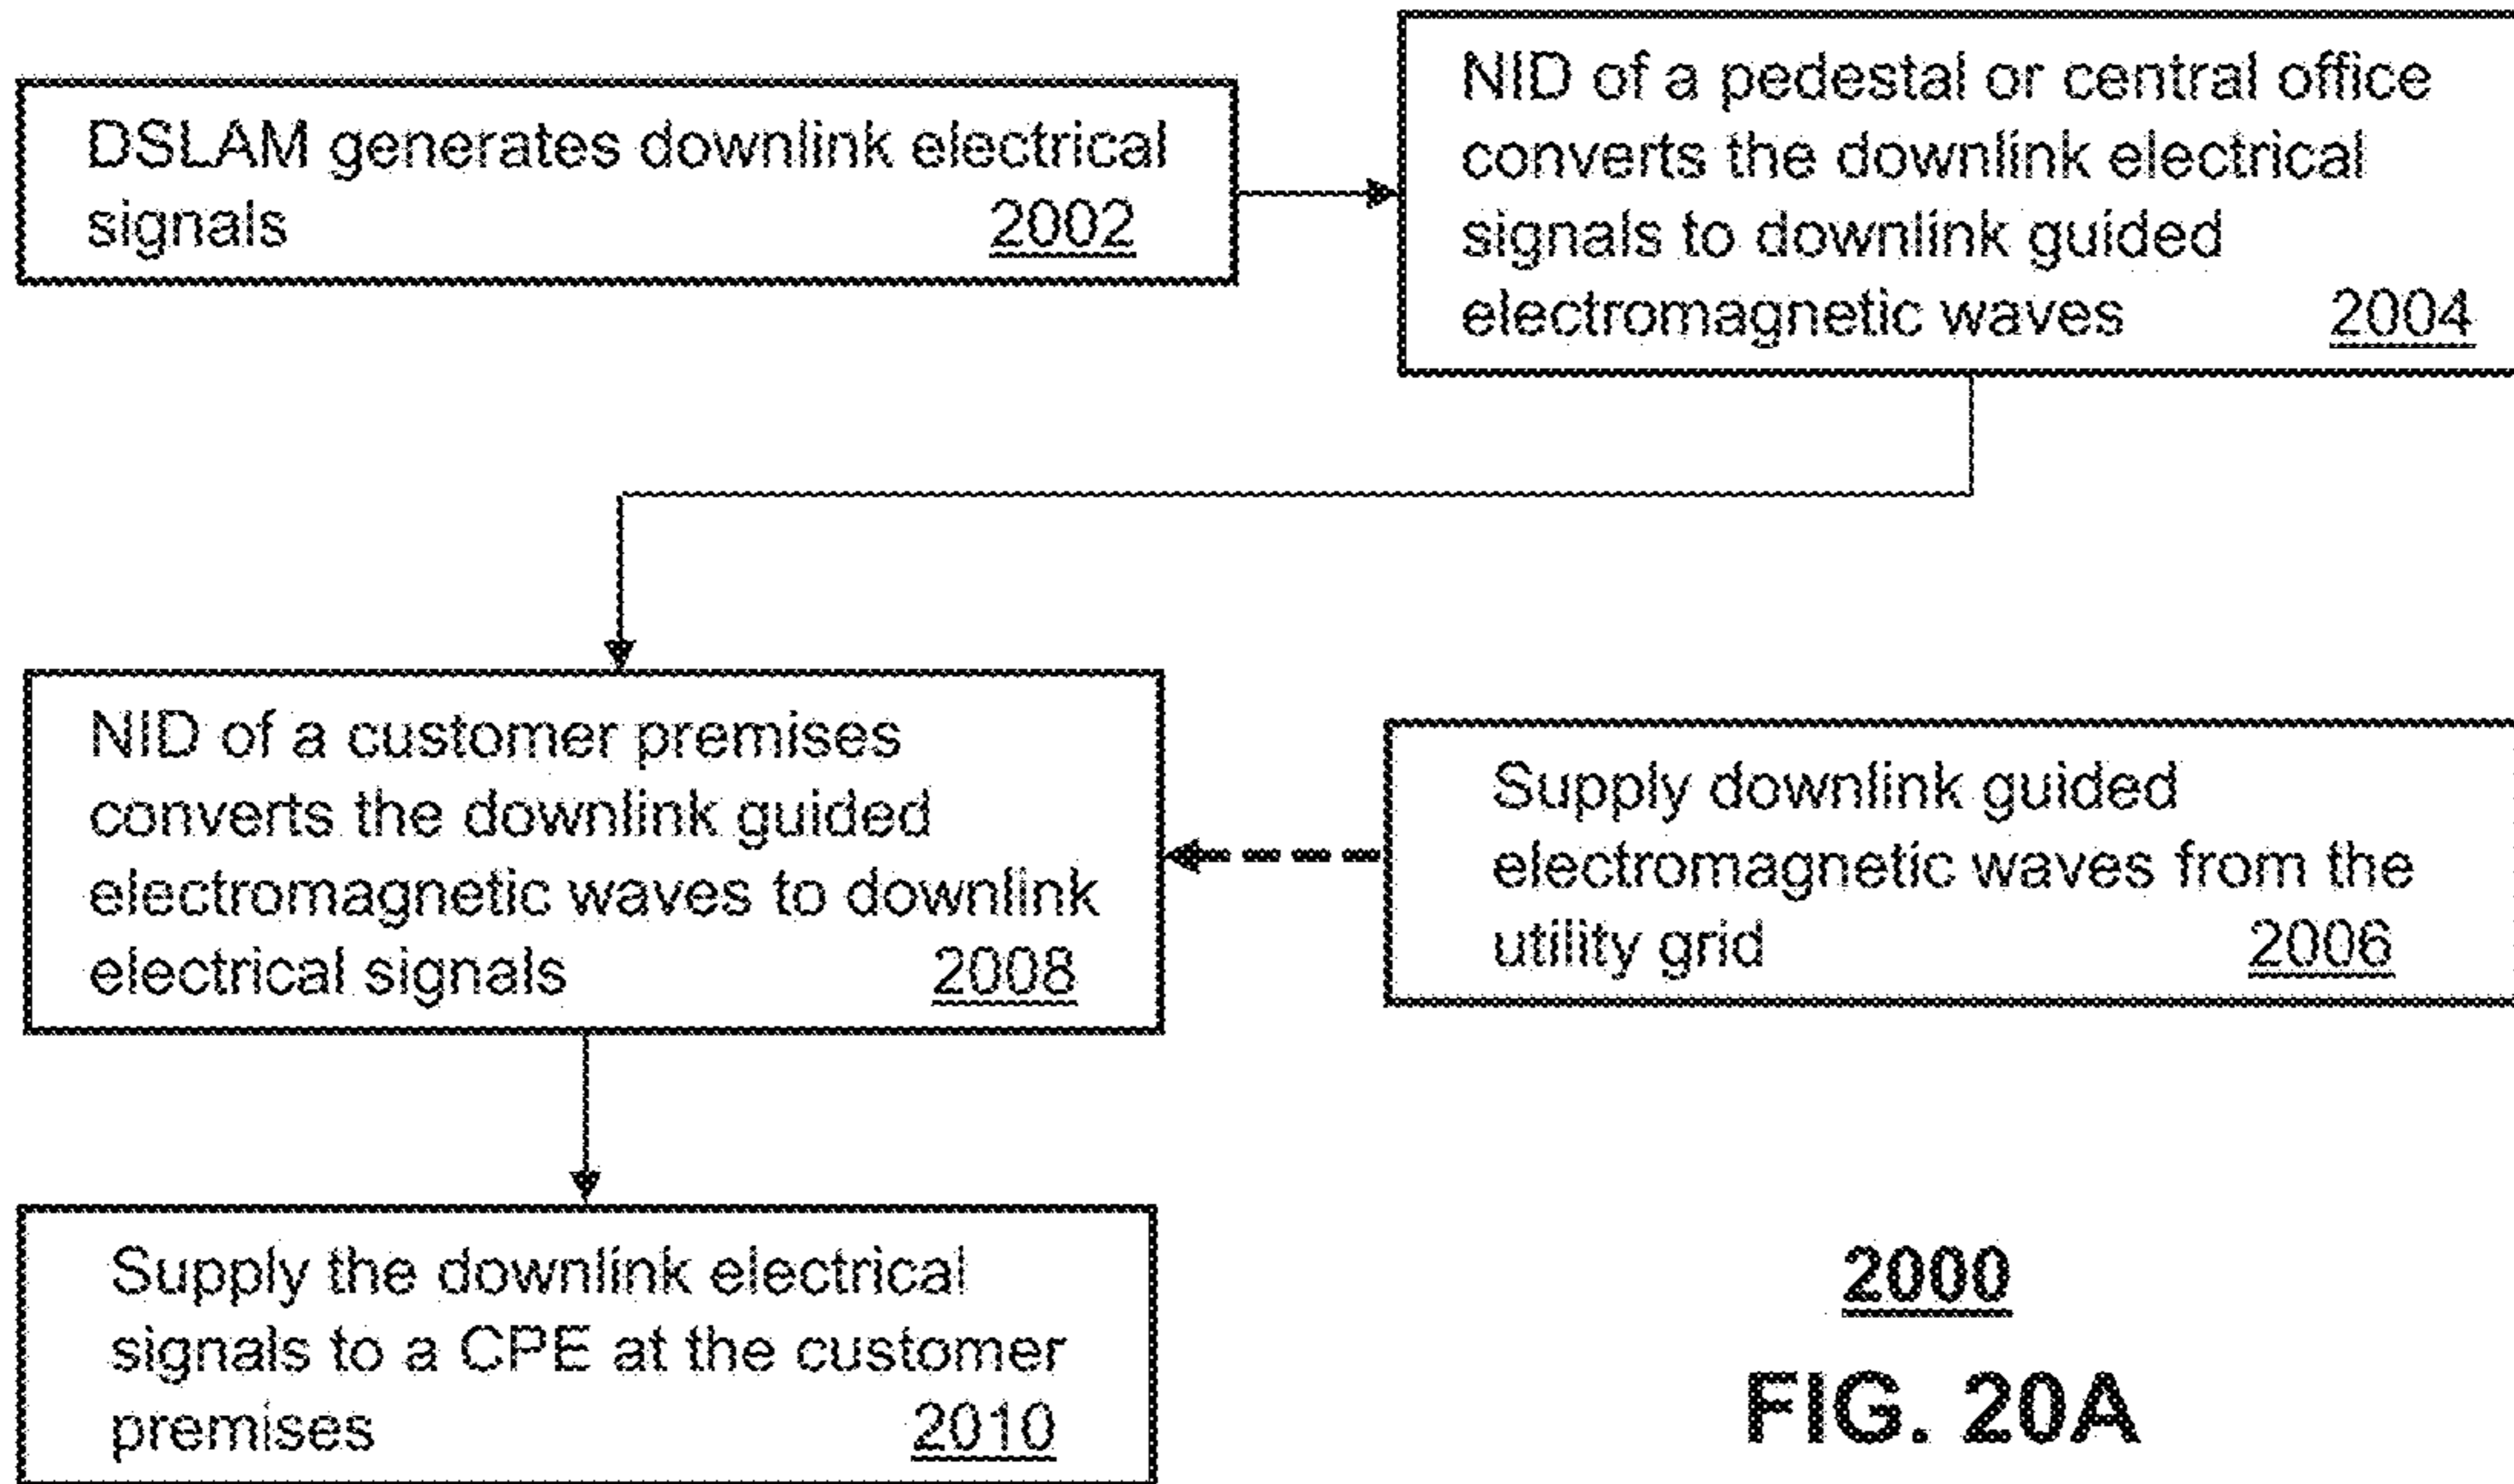 DSLAM generates downlink electrical
signals 2002
NID of a pedestal or central office
converts the downlink electrical
signals to downlink guided
electromagnetic waves 2004
NID of a customer premises
converts the downlink guided
electromagnetic waves to downlink
electrical signals 2008
Supply downlink guided
electromagnetic waves from the
utility grid 2006
Supply the downlink electrical
signals to a CPE at the customer
premises 2010
2000
FIG. 20A